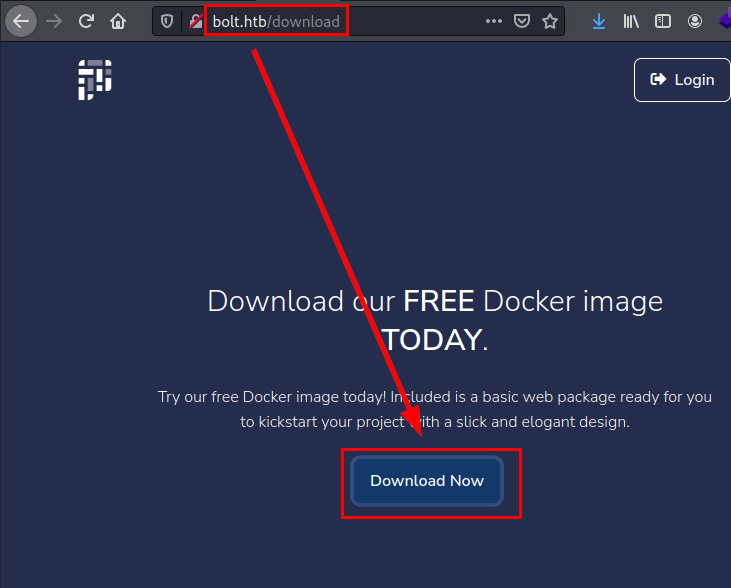 bolt.htb/download
Login
Download our FREE Docker image
TODAY.
Try our free Docker image today! Included is a basic web package ready for you
to kickstart your project with a slick and elogant design.
Download Now